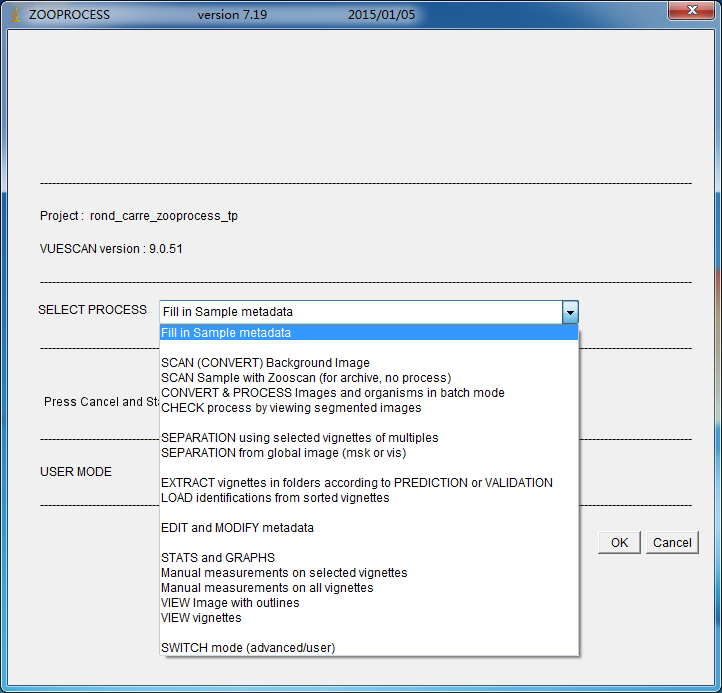 ZOOPROCESS version 7.19 2015/01/05
Project : rond_carre_zooprocess_tp
VUESCAN version : 9.0.51
SELECT PROCESS Fill in Sample metadata
Fill in Sample metadata
SCAN (CONVERT) Background Image
SCAN Sample with Zooscan (for archive, no process)
CONVERT & PROCESS Images and organisms in batch mode
CHECK process by viewing segmented images
Press Cancel and Sta
SEPARATION using selected vignettes of multiples
SEPARATION from global image (msk or vis)
USER MODE
EXTRACT vignettes in folders according to PREDICTION or VALIDATION
LOAD identifications from sorted vignettes
EDIT and MODIFY metadata
OK Cancel
STATS and GRAPHS
Manual measurements on selected vignettes
Manual measurements on all vignettes
VIEW Image with outlines
VIEW vignettes
SWITCH mode (advanced/user)